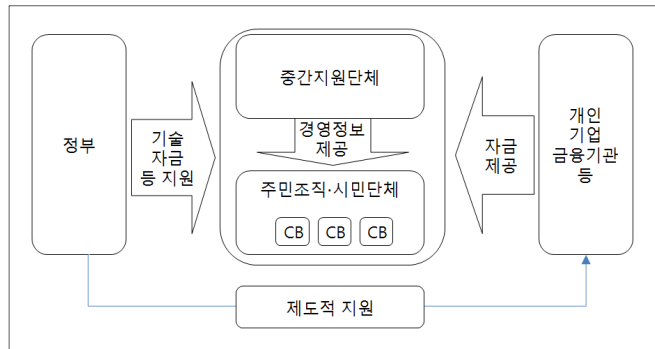 정부
기술
자금
등 지원
중간지원단체
경영정보
제공
주민조직·시민단체
CB CB CB
자금
제공
개인
기업
금융기관
등
제도적 지원